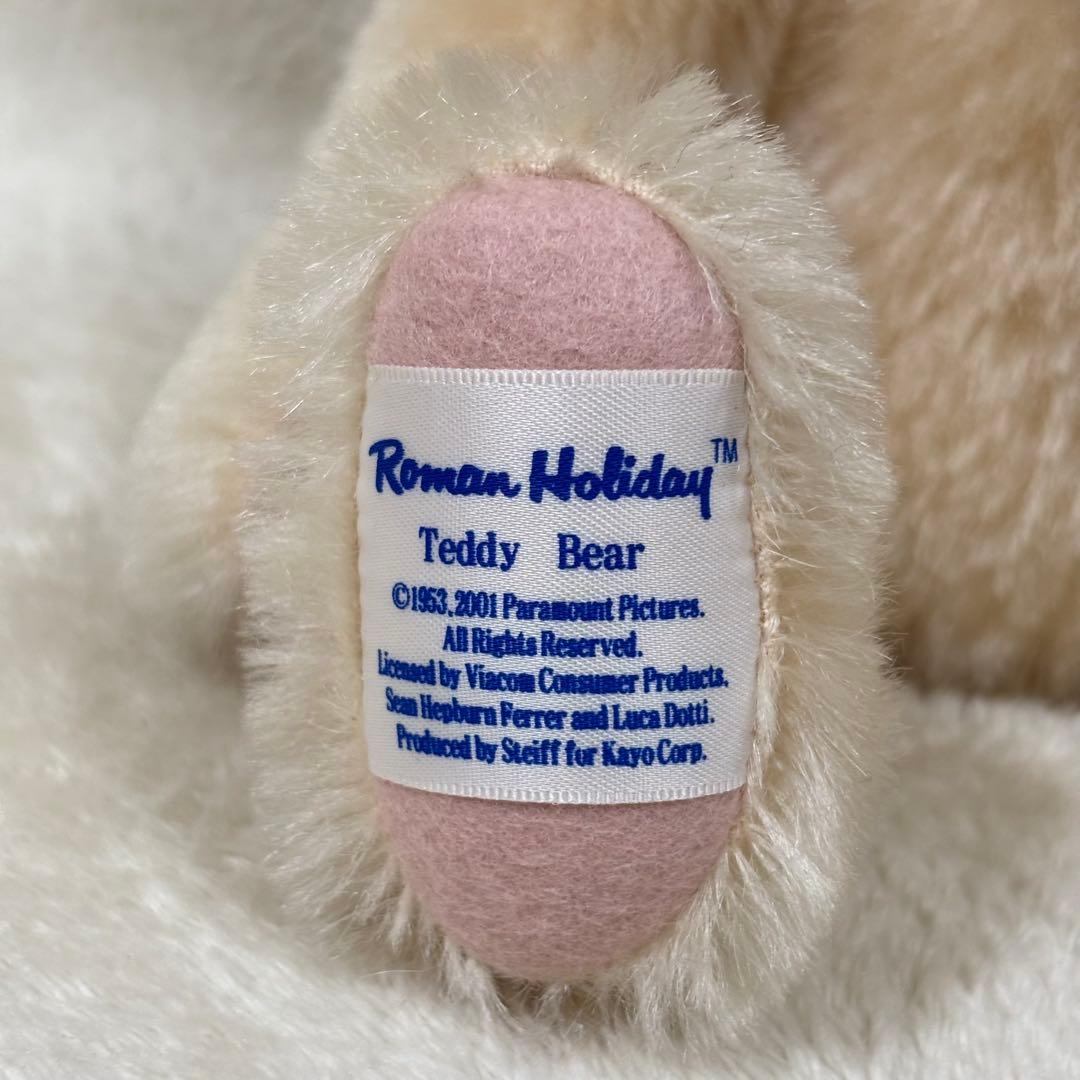 Roman Holiday™
Teddy Bear
©1953, 2001 Paramount Pictures.
All Rights Reserved.
Licensed by Viacom Consumer Products.
Sean Hepburn Ferrer and Luca Dotti.
Produced by Steiff for Kayo Corp.